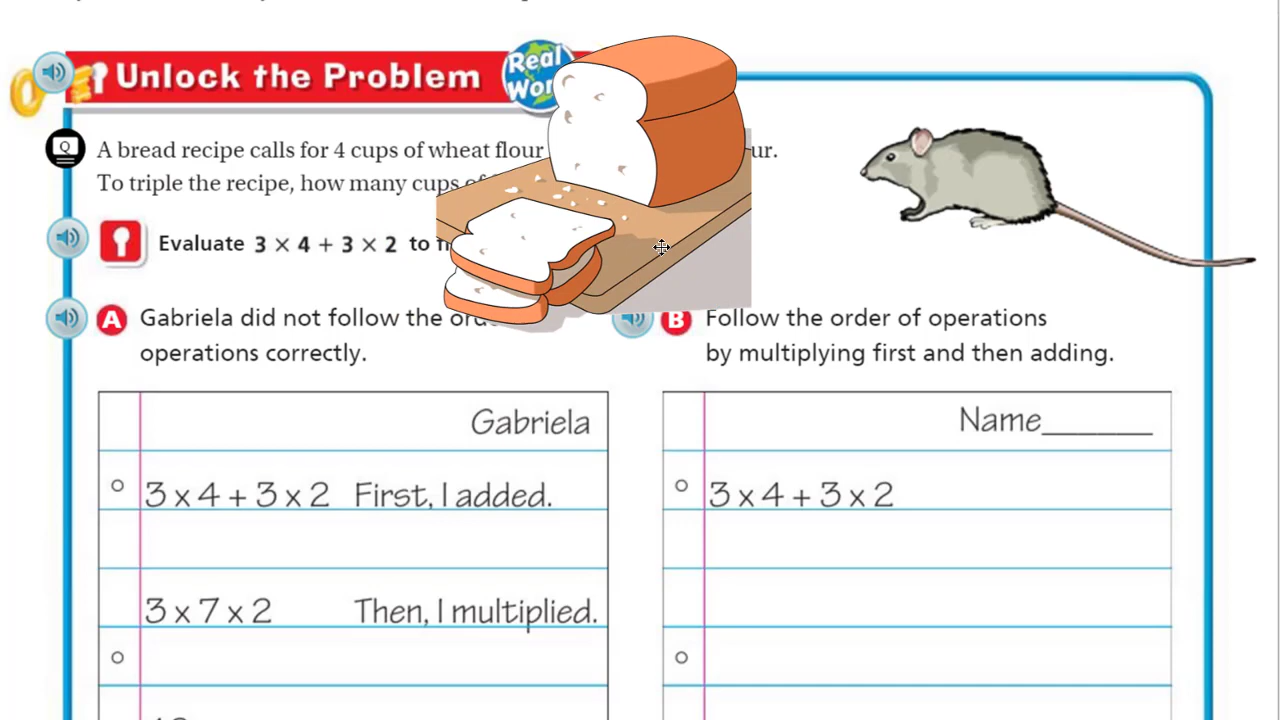 Unlock the Problem
Real
A bread recipe calls for 4 cups of wheat flour
To triple the recipe, how many cups
Evaluate 3 × 4 + 3 × 2 to
A Gabriela did not follow the
operations correctly.
Gabriela
3 x 4 + 3 x 2 First, I added.
3 x 7 x 2 Then, I multiplied.
B Follow the order of operations
by multiplying first and then adding.
Name______
3 x 4 + 3 x 2